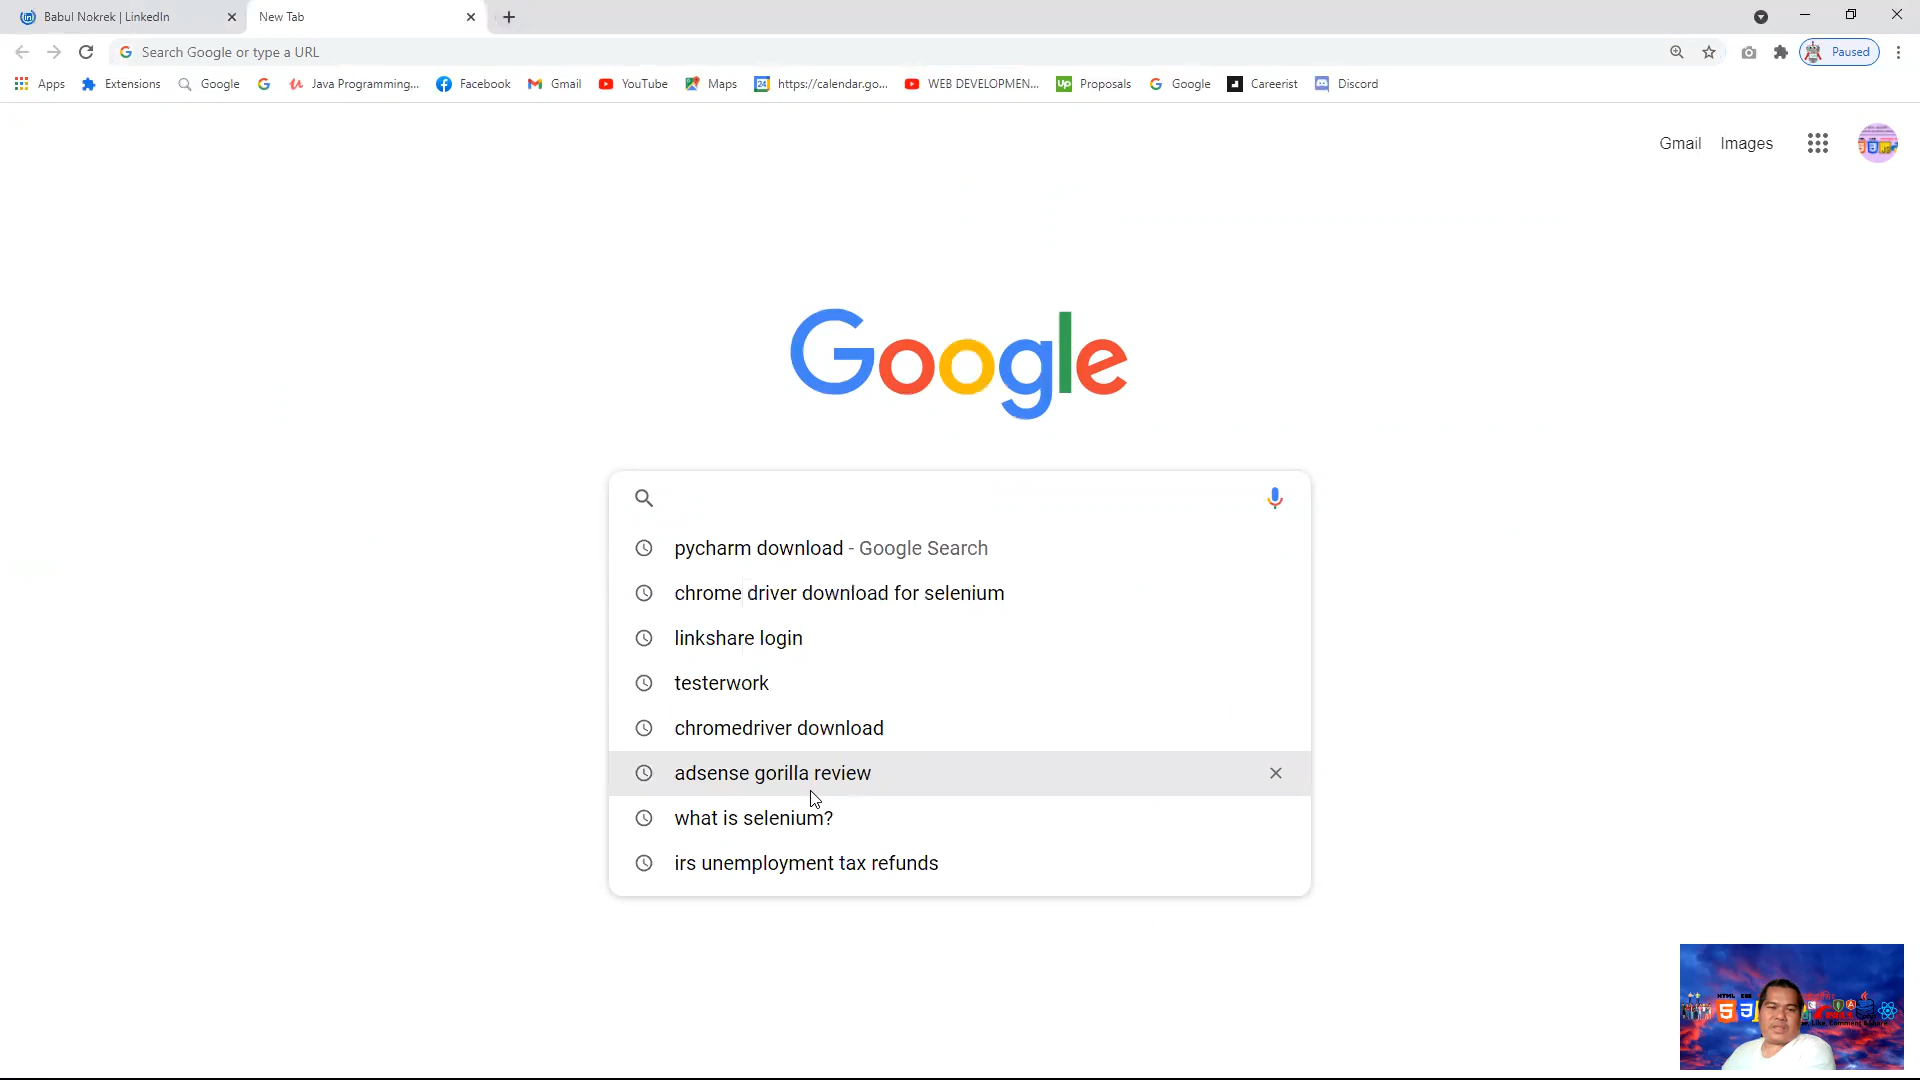 Babul Nokrek | LinkedIn
New Tab
Search Google or type a URL
Paused
Apps
Extensions
Google
Java Programming...
Facebook
Gmail
YouTube
Maps
https://calendar.go...
WEB DEVELOPMEN...
Proposals
Google
Careerist
Discord
Gmail
Images
Google
pycharm download - Google Search
chrome driver download for selenium
linkshare login
testerwork
chromedriver download
adsense gorilla review
what is selenium?
irs unemployment tax refunds